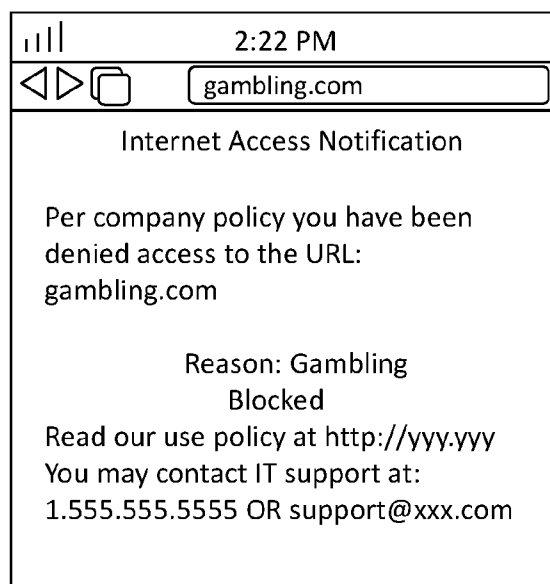 2:22 PM
gambling.com
Internet Access Notification
Per company policy you have been
denied access to the URL:
gambling.com
Reason: Gambling
Blocked
Read our use policy at http://yyy.yyy
You may contact IT support at:
1.555.555.5555 OR support@xxx.com